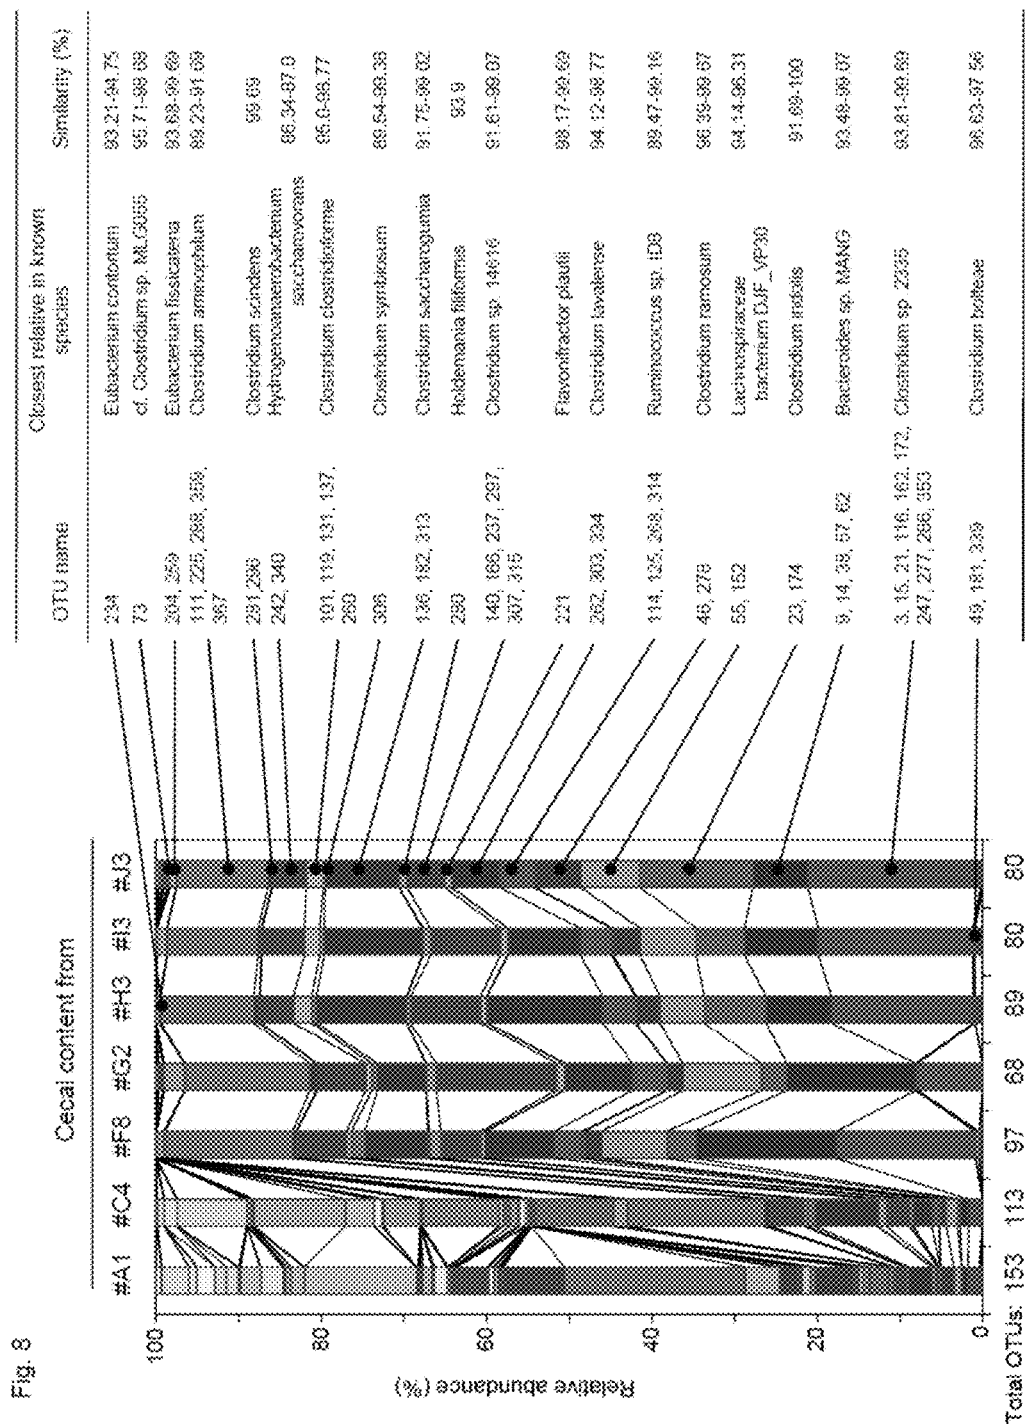 Fig. 8
Cecal content from
#A1 #C4 #F8 #G2 #H3 #I3 #J3
Relative abundance (%)
100
80
60
40
20
0
Total OTUs: 153 113 97 68 89 80 80
OTU name Closest relative in known species Similarity (%)
234 Eubacterium contortum 93.21-94.75
73 cf. Clostridium sp. MLG055 95.71-98.68
304, 359 Eubacterium fissicatena 93.68-99.69
111, 225, 288, 359, 367 Clostridium aminophilum 89.23-91.69
281, 296 Clostridium scindens 99.69
242, 340 Hydrogenoanaerobacterium saccharovorans 86.34-87.0
101, 119, 131, 137, 260 Clostridium clostridioforme 95.0-98.77
306 Clostridium symbiosum 89.54-99.38
136, 182, 313 Clostridium saccharogumia 91.75-99.02
280 Holdemania filiformis 93.9
140, 166, 237, 297, 307, 315 Clostridium sp. 14616 91.61-99.07
221 Flavonifractor plautii 98.17-99.69
262, 303, 334 Clostridium lavalense 94.12-98.77
114, 125, 268, 314 Ruminococcus sp. ID8 89.47-99.16
46, 278 Clostridium ramosum 96.39-99.67
55, 152 Lachnospiraceae bacterium DJF_VP30 94.14-96.31
23, 174 Clostridium indolis 91.69-100
9, 14, 38, 57, 62 Bacteroides sp. MANG 93.48-99.07
3, 15, 21, 116, 162, 172, 247, 277, 286, 353 Clostridium sp. 2335 93.81-99.69
49, 181, 339 Clostridium bolteae 96.63-97.56